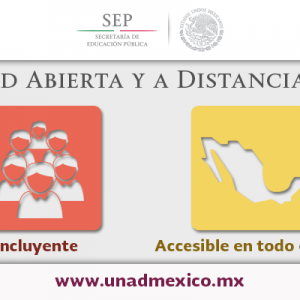 SEP
SECRETARÍA DE
EDUCACIÓN PÚBLICA
D ABIERTA Y A DISTANCIA
ncluyente
Accesible en todo
www.unadmexico.mx